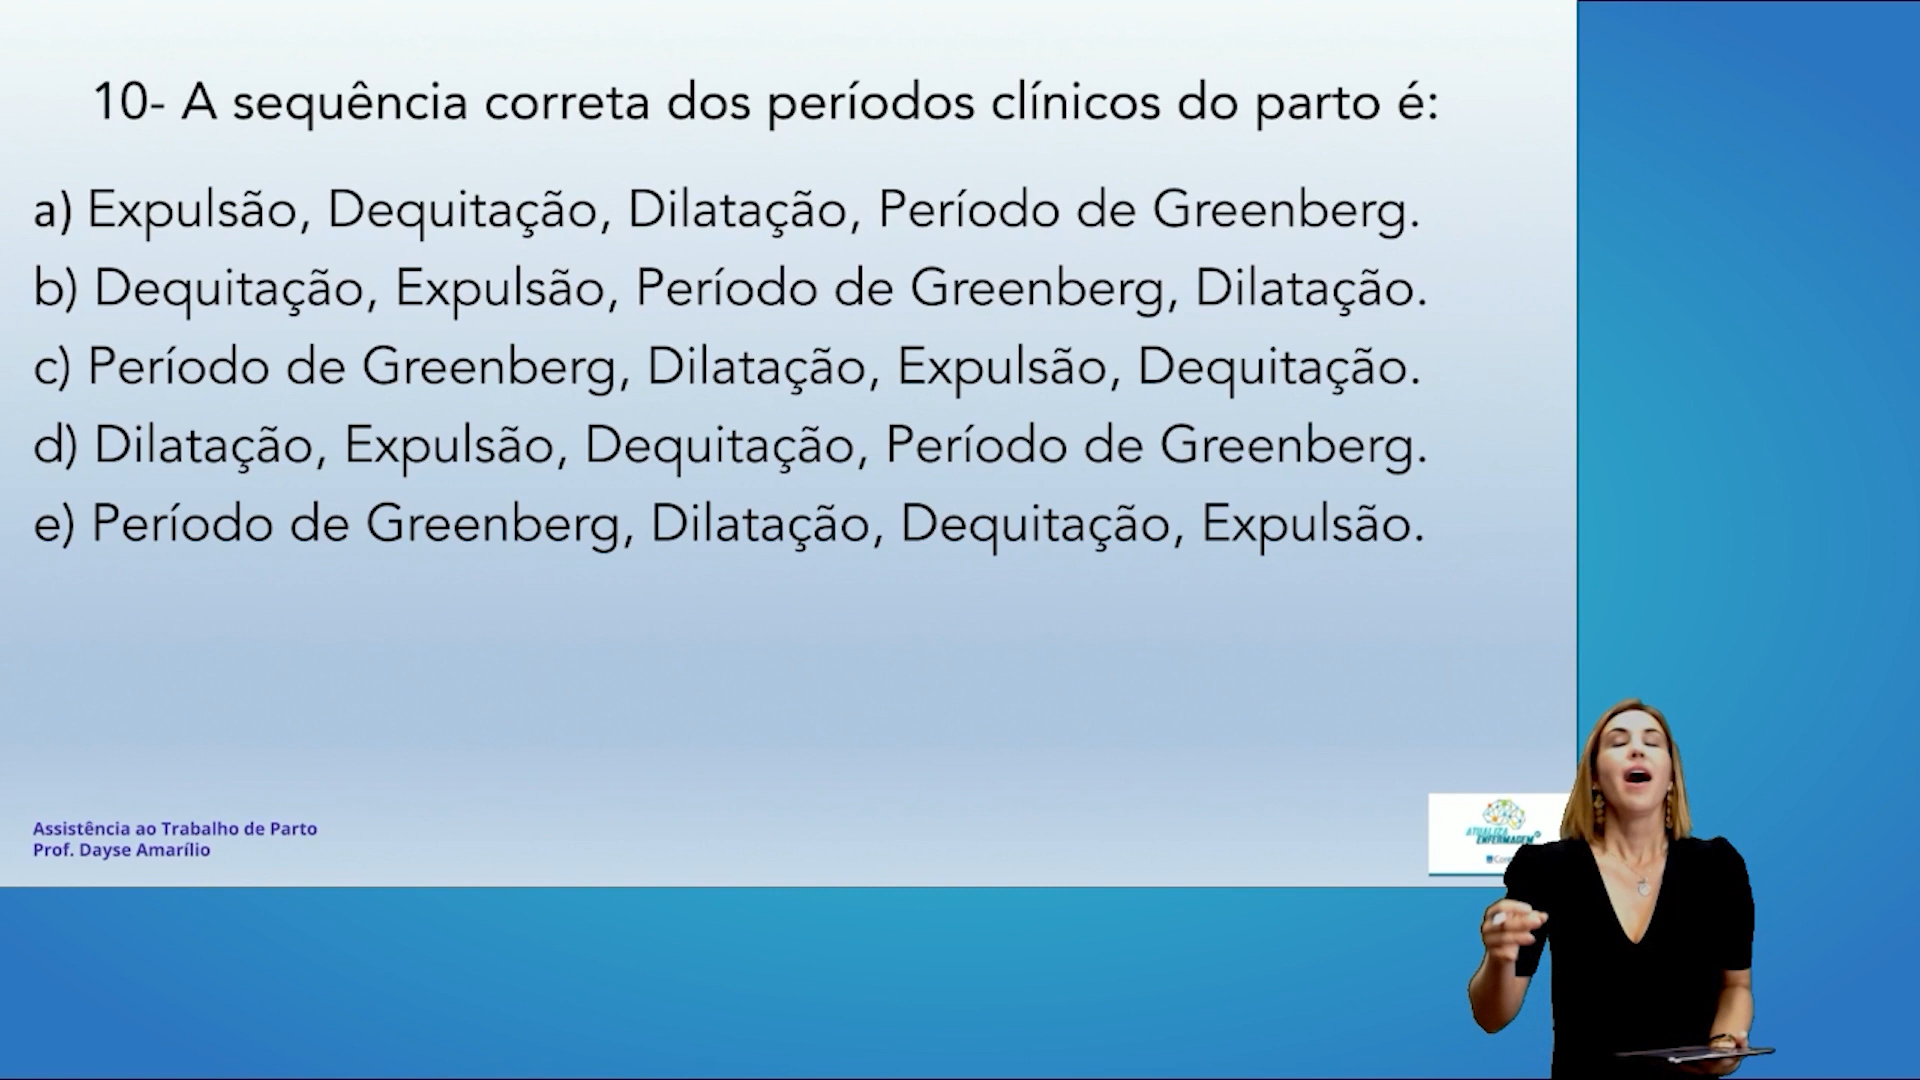 10- A sequência correta dos períodos clínicos do parto é:
a) Expulsão, Dequitação, Dilatação, Período de Greenberg.
b) Dequitação, Expulsão, Período de Greenberg, Dilatação.
c) Período de Greenberg, Dilatação, Expulsão, Dequitação.
d) Dilatação, Expulsão, Dequitação, Período de Greenberg.
e) Período de Greenberg, Dilatação, Dequitação, Expulsão.
Assistência ao Trabalho de Parto
Prof. Dayse Amarílio
ATUALIZA
ENFERMAGEM